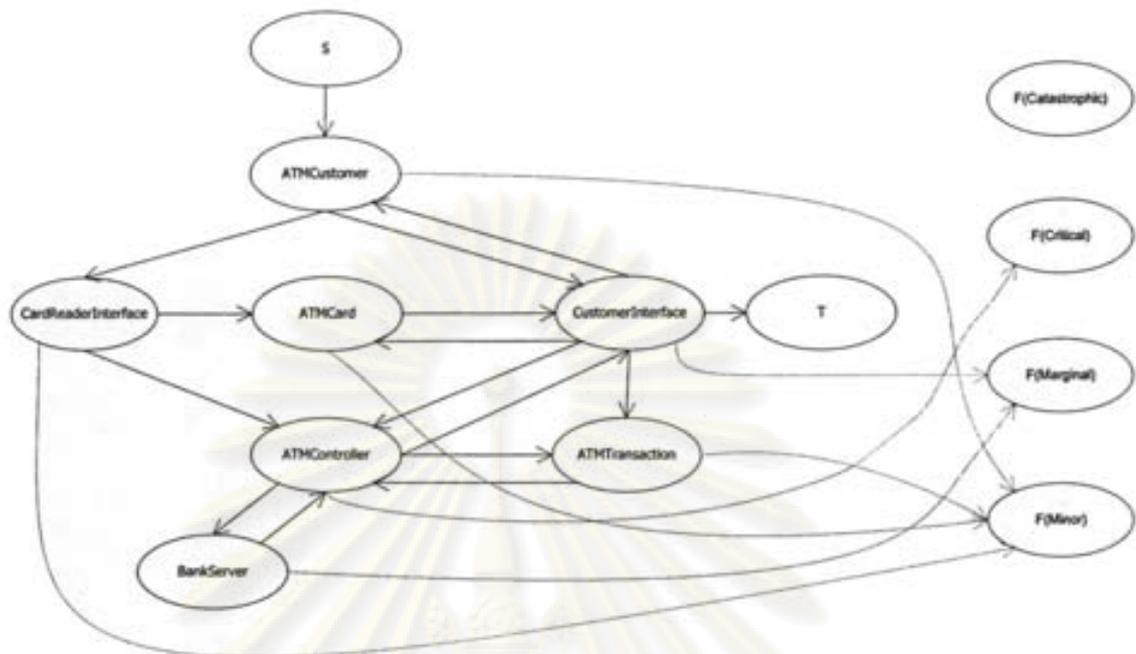 S
F(Catastrophic)
ATMCustomer
F(Critical)
CardReaderInterface
ATMCard
CustomerInterface
T
F(Marginal)
ATMController
ATMTransaction
F(Minor)
BankServer